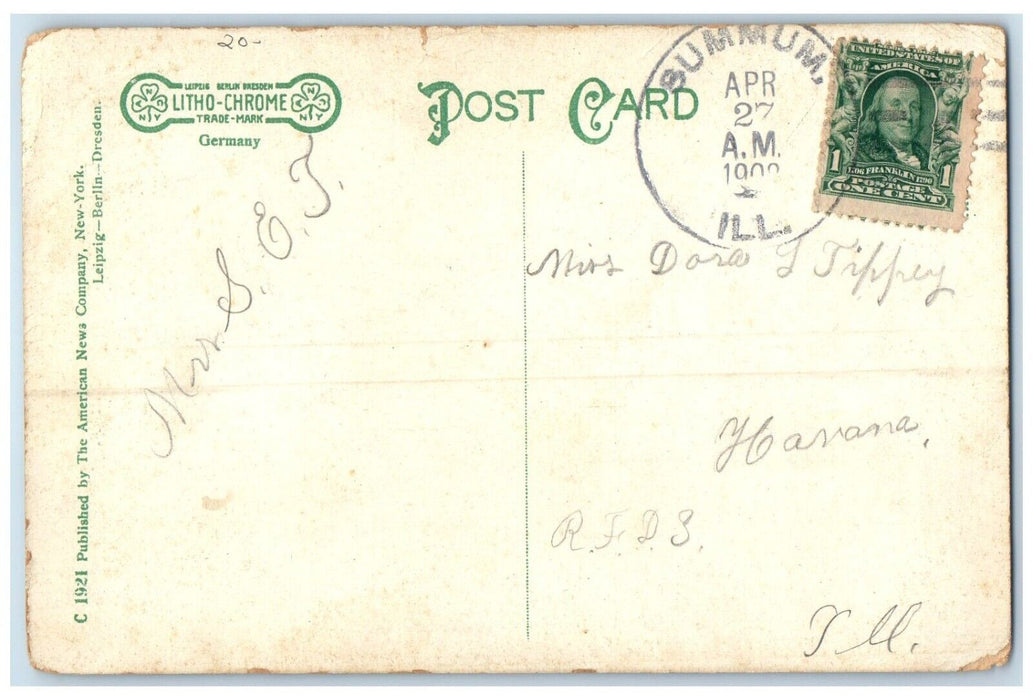 20-
LEIPZIG BERLIN DRESDEN
LITHO-CHROME
TRADE-MARK
Germany
POST CARD
SUMMUM,
APR
27
A.M.
ILL.
UNITED STATES OF
AMERICA
FRANKLIN
POSTAGE
1 ONE CENT 1
C 1921 Published by The American News Company, New-York.
Leipzig—Berlin—Dresden.
Mrs. S. E. T.
Miss Dora L Tippey
Havana,
R.F.D 3.
Ill.